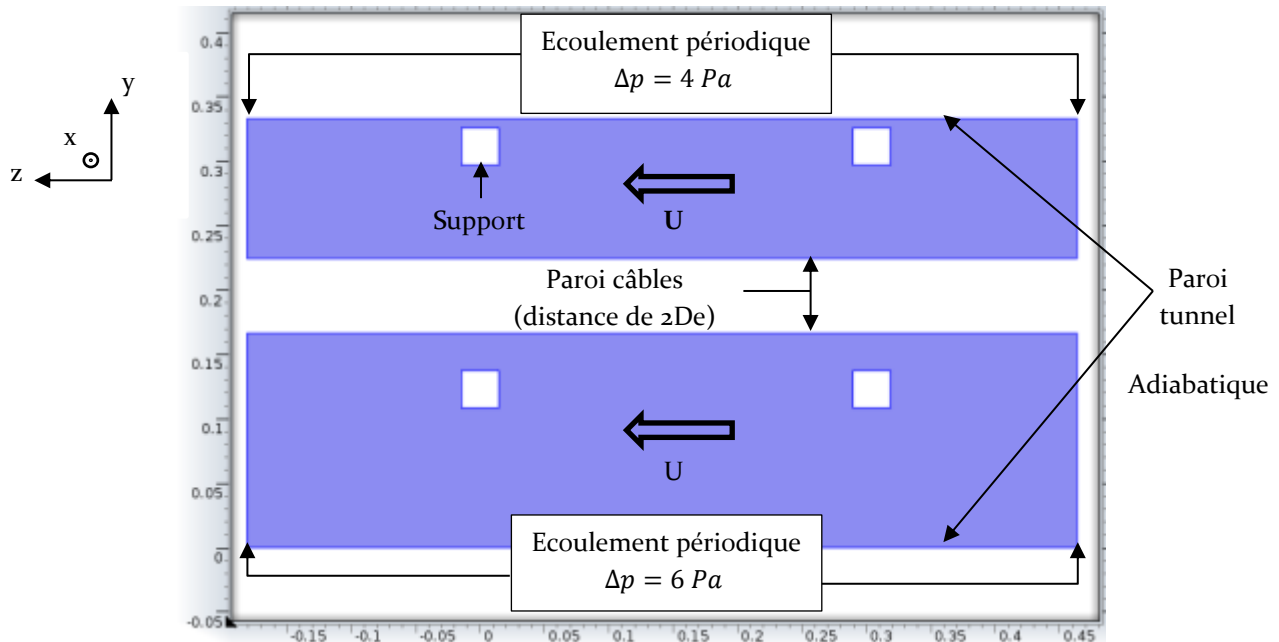 Ecoulement périodique
Δp = 4 Pa
y
x
z
0.4
0.35
0.3
0.25
0.2
0.15
0.1
0.05
0
-0.05
Support
U
Paroi câbles
(distance de 2De)
Paroi
tunnel
Adiabatique
U
Ecoulement périodique
Δp = 6 Pa
-0.15 -0.1 -0.05 0 0.05 0.1 0.15 0.2 0.25 0.3 0.35 0.4 0.45